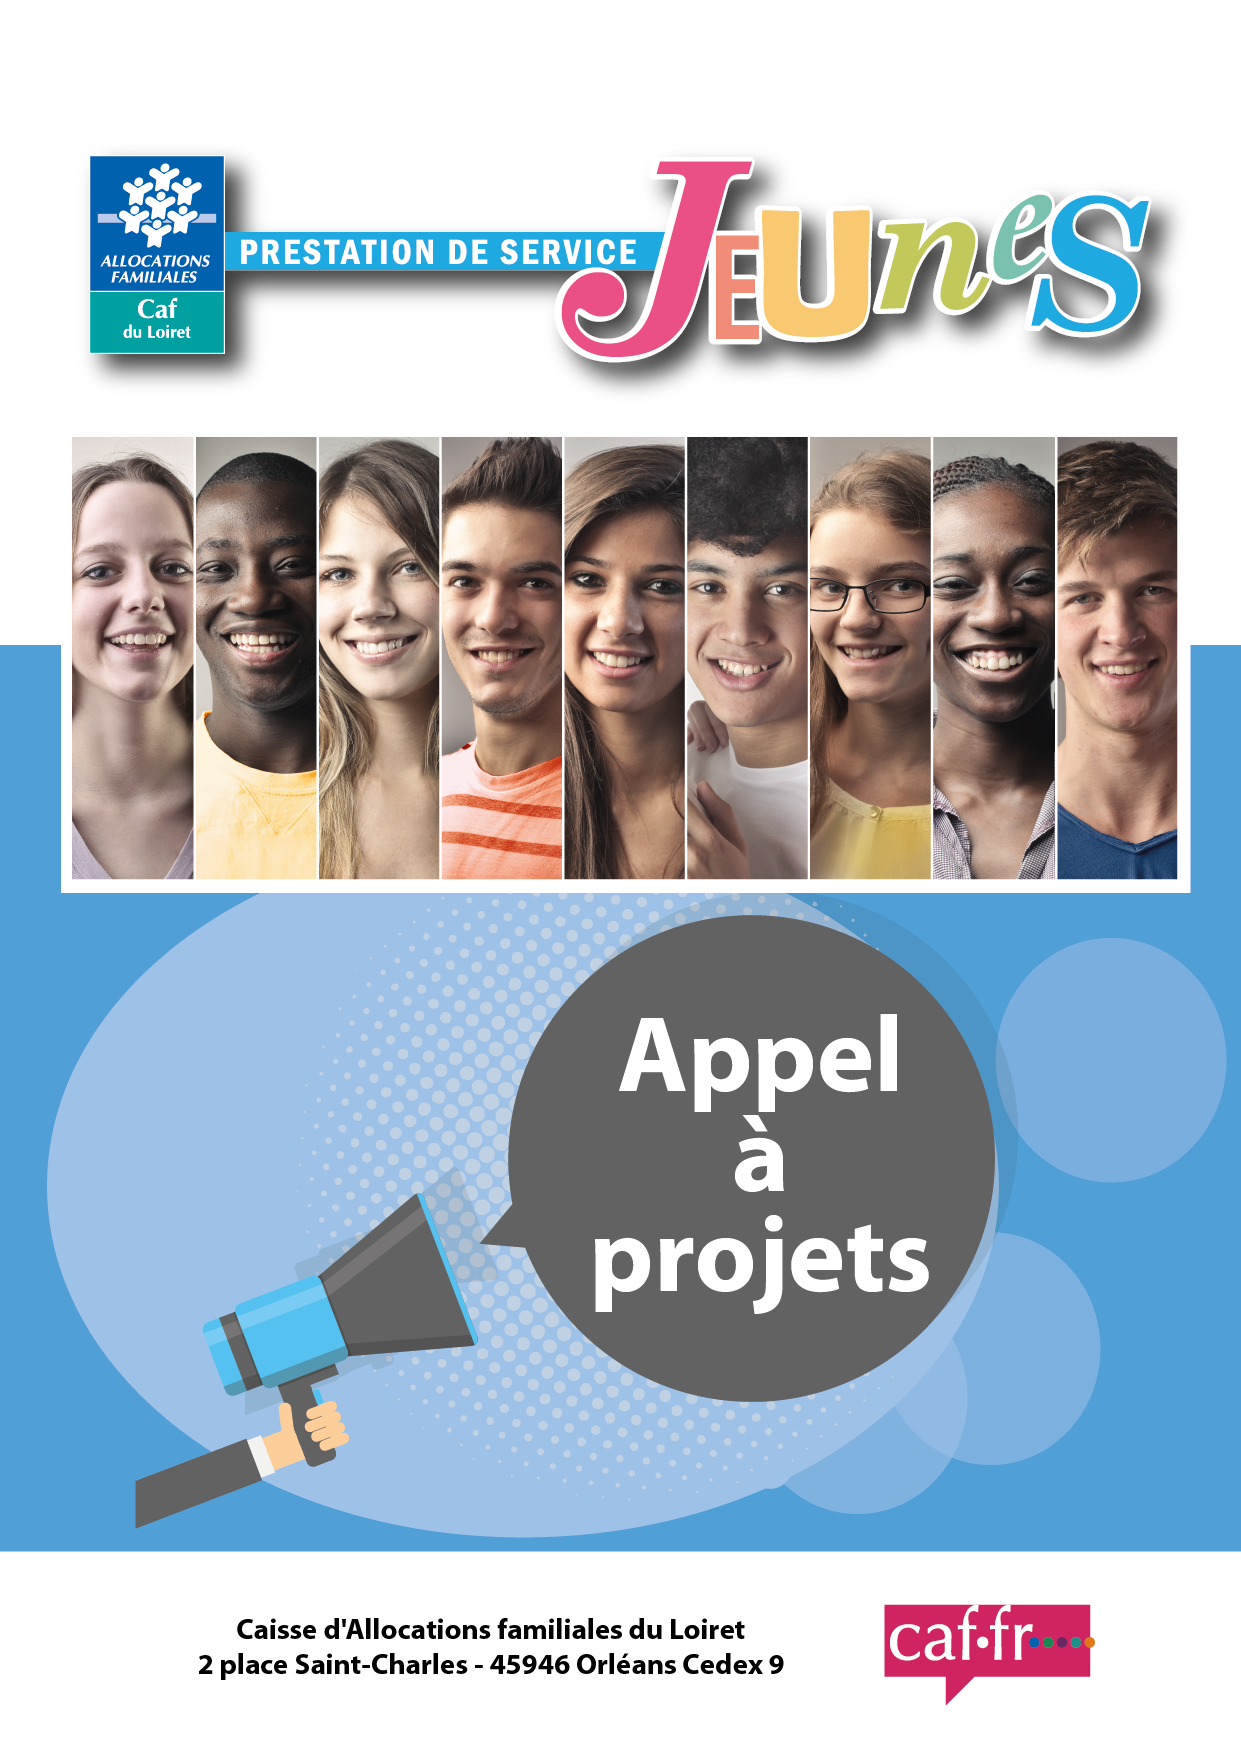 ALLOCATIONS
FAMILIALES
Caf
du Loiret
PRESTATION DE SERVICE
JEUneS
Appel
à
projets
Caisse d'Allocations familiales du Loiret
2 place Saint-Charles - 45946 Orléans Cedex 9
caf.fr